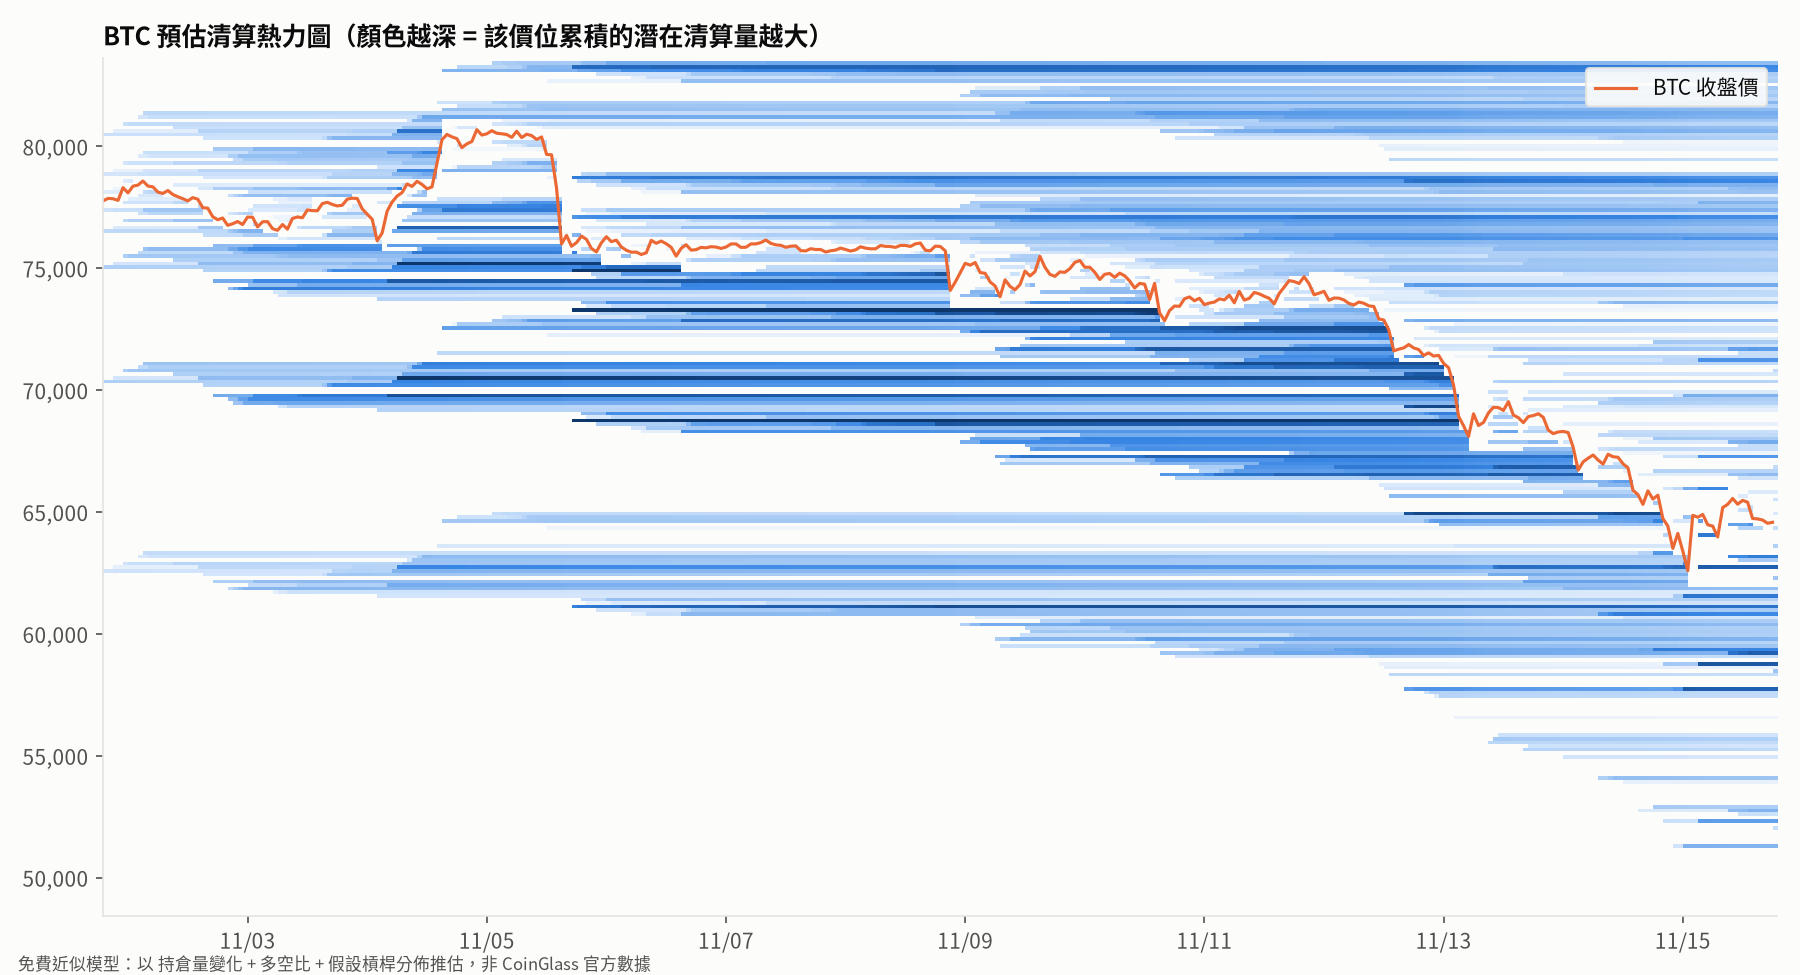 BTC 預估清算熱力圖（顏色越深 = 該價位累積的潛在清算量越大）
BTC 收盤價
80,000
75,000
70,000
65,000
60,000
55,000
50,000
11/03 11/05 11/07 11/09 11/11 11/13 11/15
免費近似模型：以 持倉量變化 + 多空比 + 假設槓桿分佈推估，非 CoinGlass 官方數據